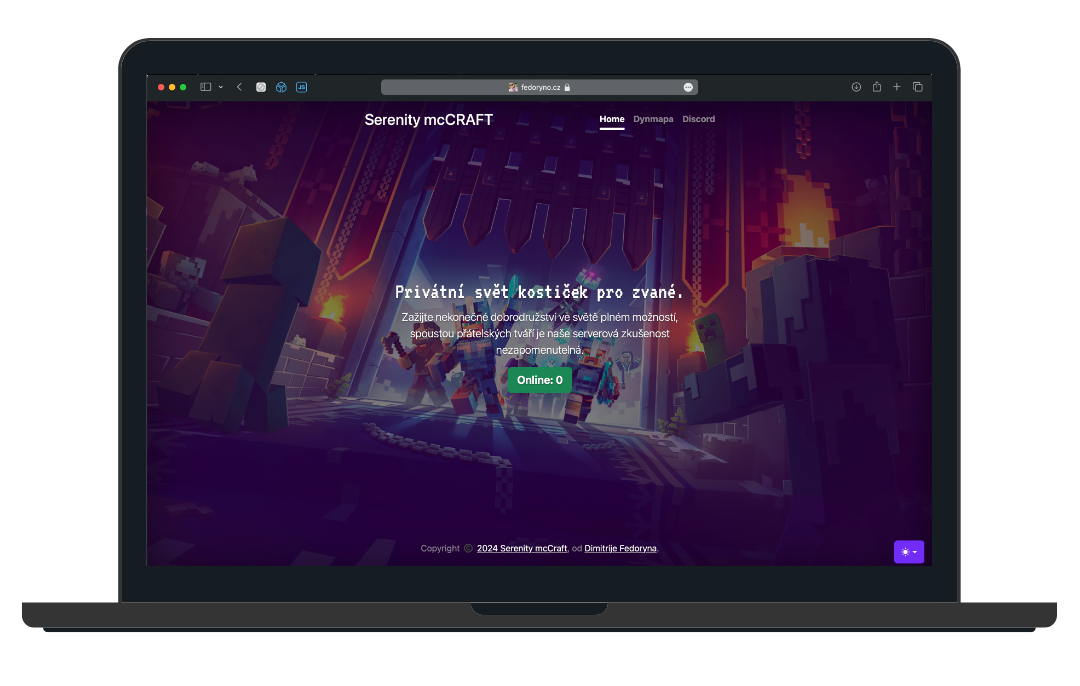 JS
fedoryno.cz
Serenity mcCRAFT
Home Dynmapa Discord
Privátní svět kostiček pro zvané.
Zažijte nekonečné dobrodružství ve světě plném možností,
spoustou přátelských tváří je naše serverová zkušenost
nezapomenutelná.
Online: 0
Copyright © 2024 Serenity mcCraft, od Dimitrije Fedoryna.